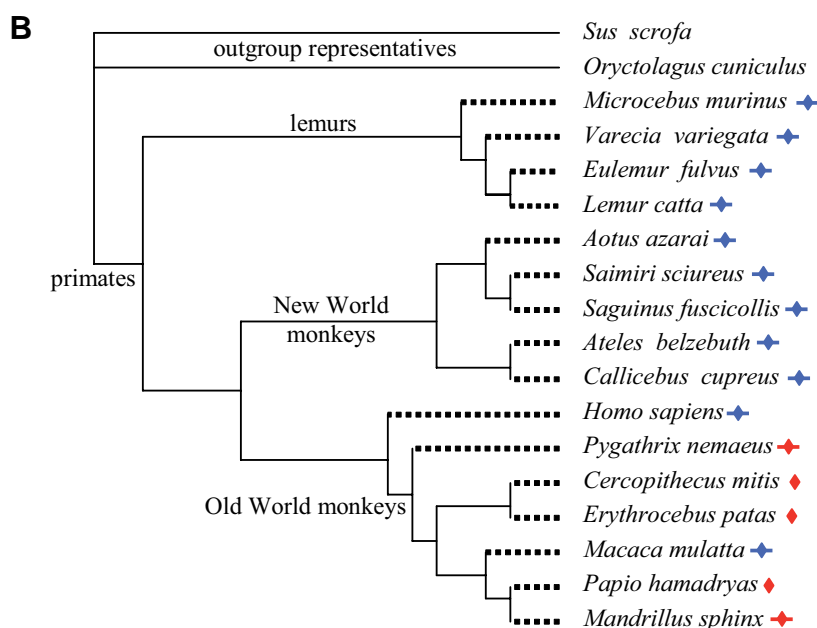 B
Sus scrofa
outgroup representatives
Oryctolagus cuniculus
Microcebus murinus
lemurs
Varecia variegata
Eulemur fulvus
Lemur catta
Aotus azarai
primates
Saimiri sciureus
New World
monkeys
Saguinus fuscicollis
Ateles belzebuth
Callicebus cupreus
Homo sapiens
Pygathrix nemaeus
Cercopithecus mitis
Old World monkeys
Erythrocebus patas
Macaca mulatta
Papio hamadryas
Mandrillus sphinx